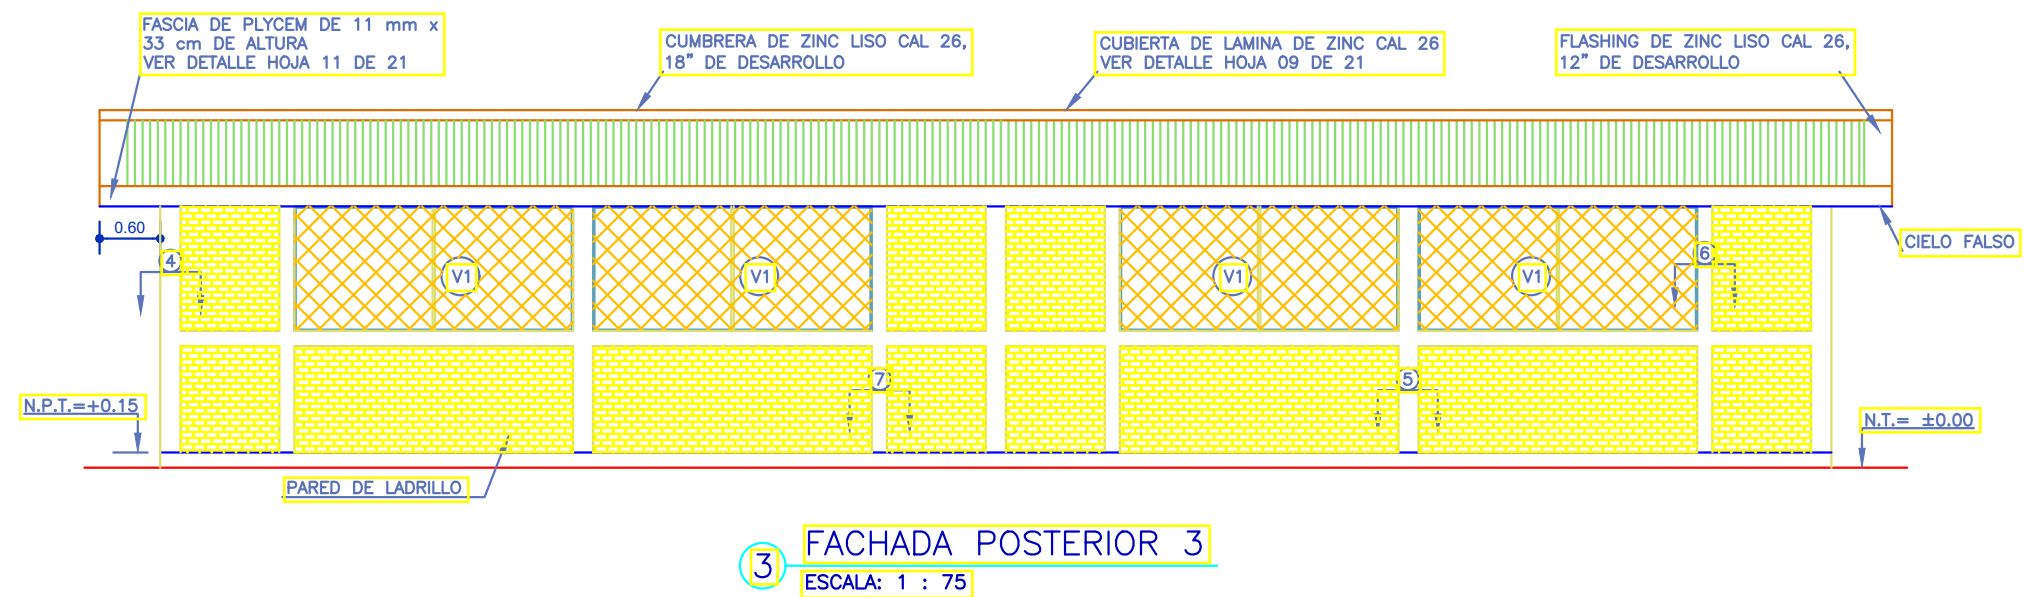 FASCIA DE PLYCEM DE 11 mm x
33 cm DE ALTURA
VER DETALLE HOJA 11 DE 21
CUMBRERA DE ZINC LISO CAL 26,
18" DE DESARROLLO
CUBIERTA DE LAMINA DE ZINC CAL 26
VER DETALLE HOJA 09 DE 21
FLASHING DE ZINC LISO CAL 26,
12" DE DESARROLLO
0.60
CIELO FALSO
4
V1
V1
V1
V1
6
7
5
N.P.T.=+0.15
N.T.= ±0.00
PARED DE LADRILLO
3
FACHADA POSTERIOR 3
ESCALA: 1 : 75